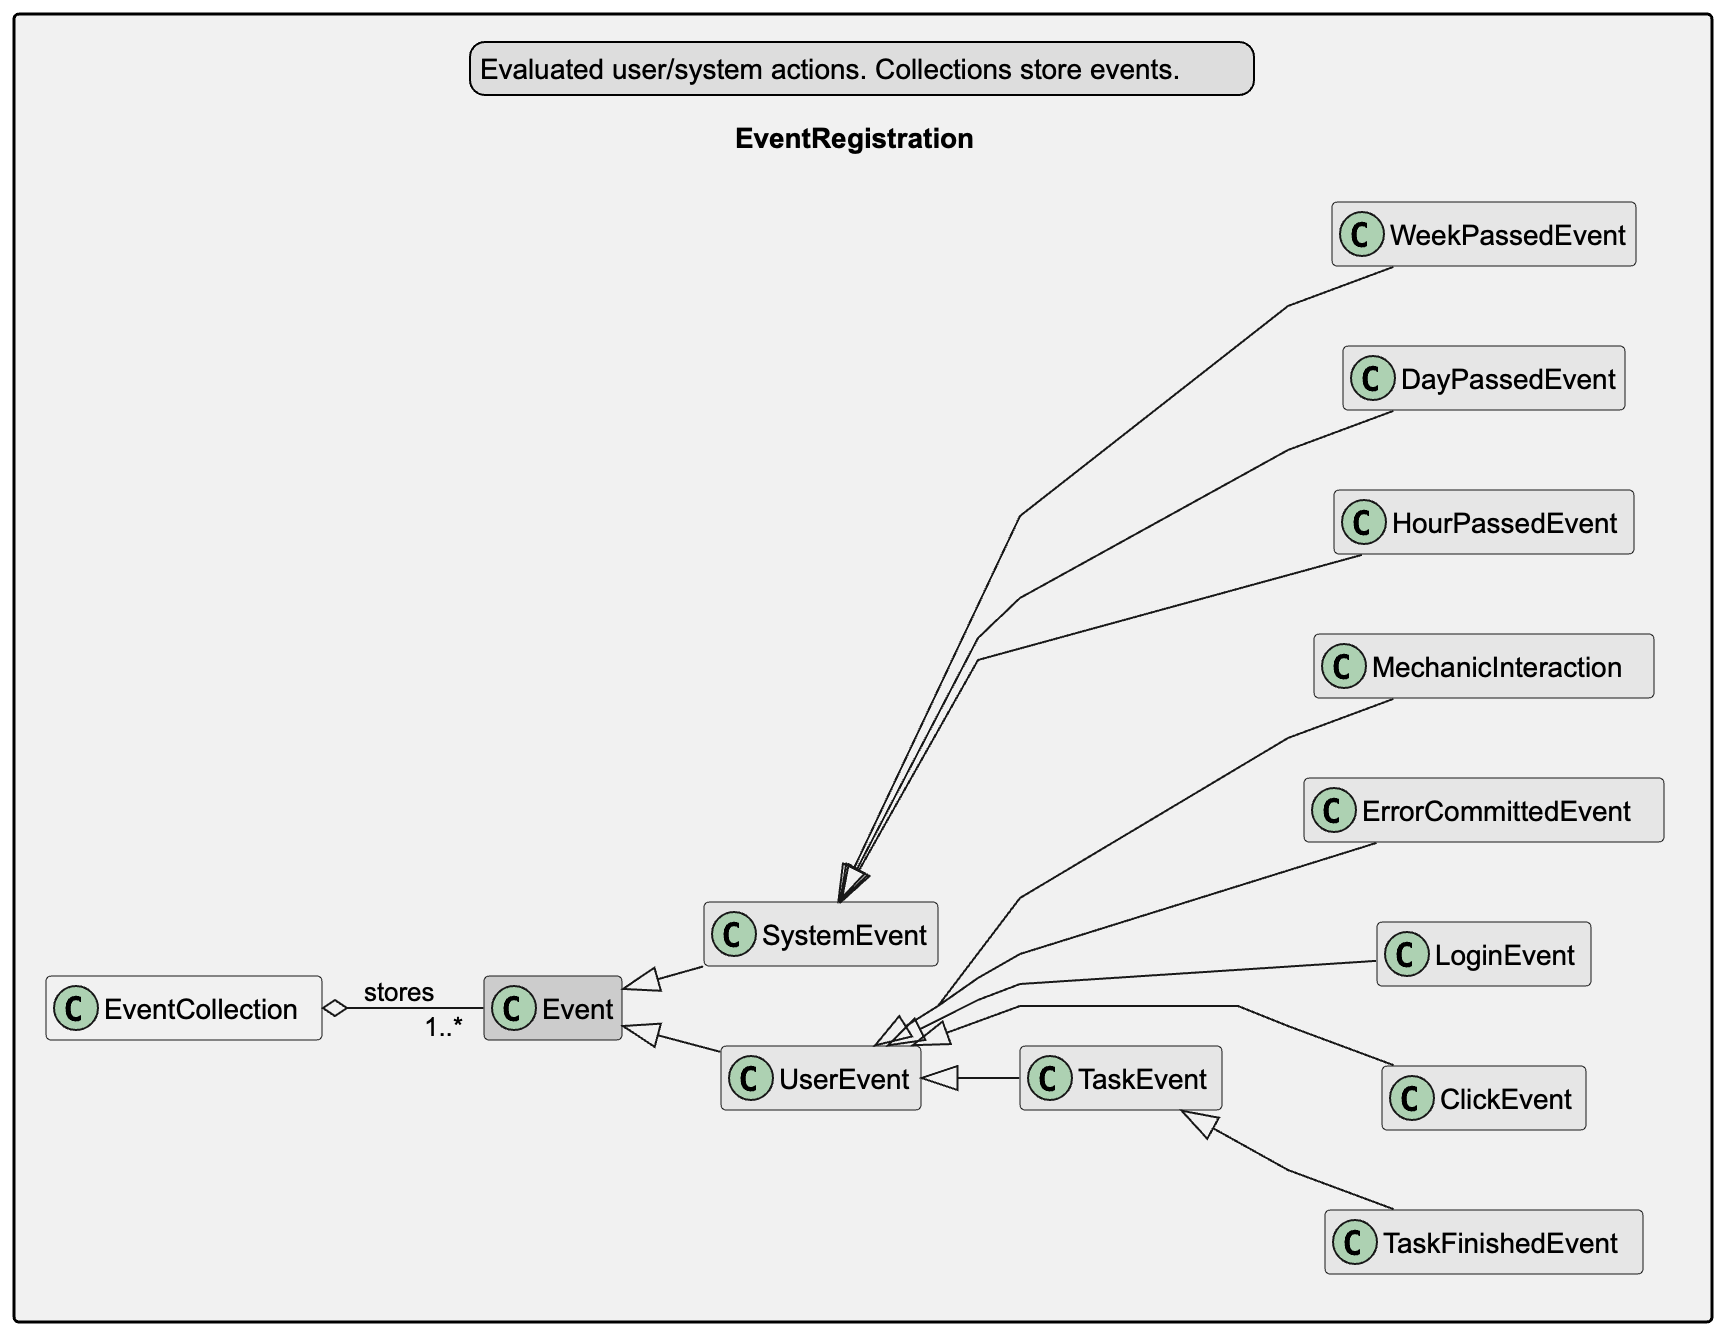 Evaluated user/system actions. Collections store events.
EventRegistration
C WeekPassedEvent
C DayPassedEvent
C HourPassedEvent
C MechanicInteraction
C ErrorCommittedEvent
C SystemEvent
C LoginEvent
C EventCollection
stores
1..*
C Event
C UserEvent
C TaskEvent
C ClickEvent
C TaskFinishedEvent